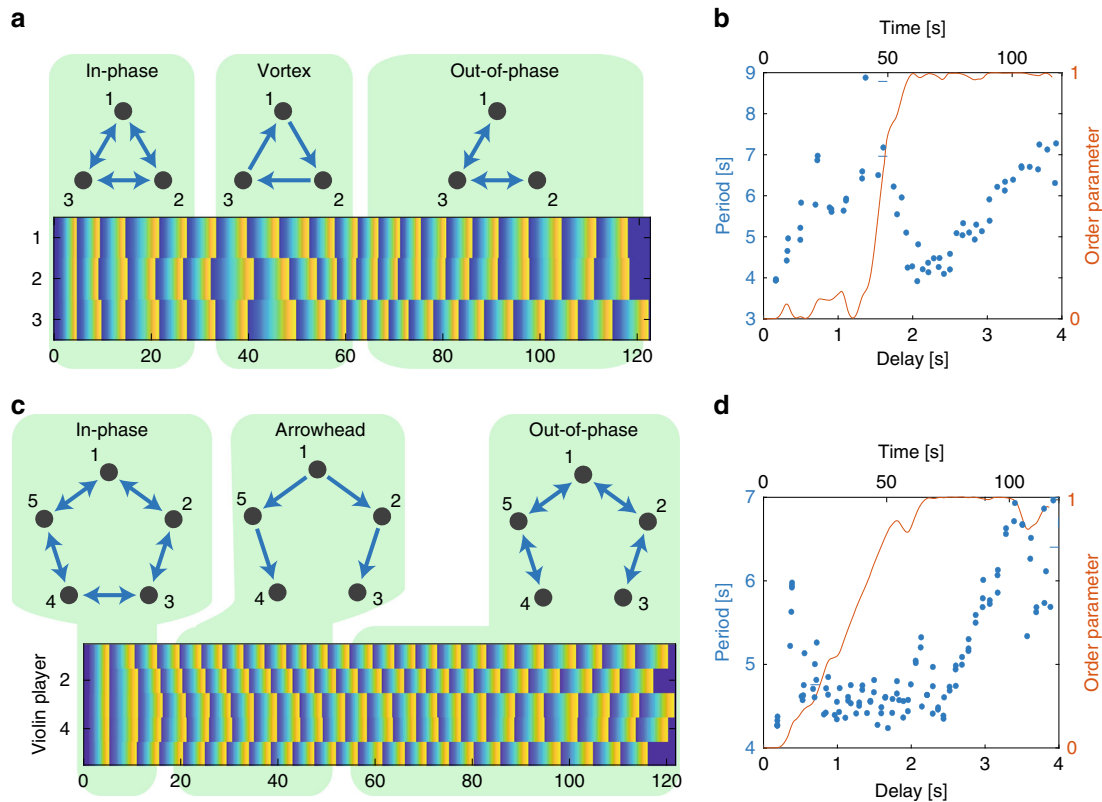 a
In-phase
Vortex
Out-of-phase
1
1
1
3
2
3
2
3
2
1
2
3
0 20 40 60 80 100 120
b
Time [s]
0 50 100
9
8
7
6
5
4
3
Period [s]
1
0
Order parameter
0 1 2 3 4
Delay [s]
c
In-phase
Arrowhead
Out-of-phase
1
5
2
4
3
1
5
2
4
3
1
5
2
4
3
Violin player
2
4
0 20 40 60 80 100 120
d
Time [s]
0 50 100
7
6
5
4
Period [s]
1
0
Order parameter
0 1 2 3 4
Delay [s]